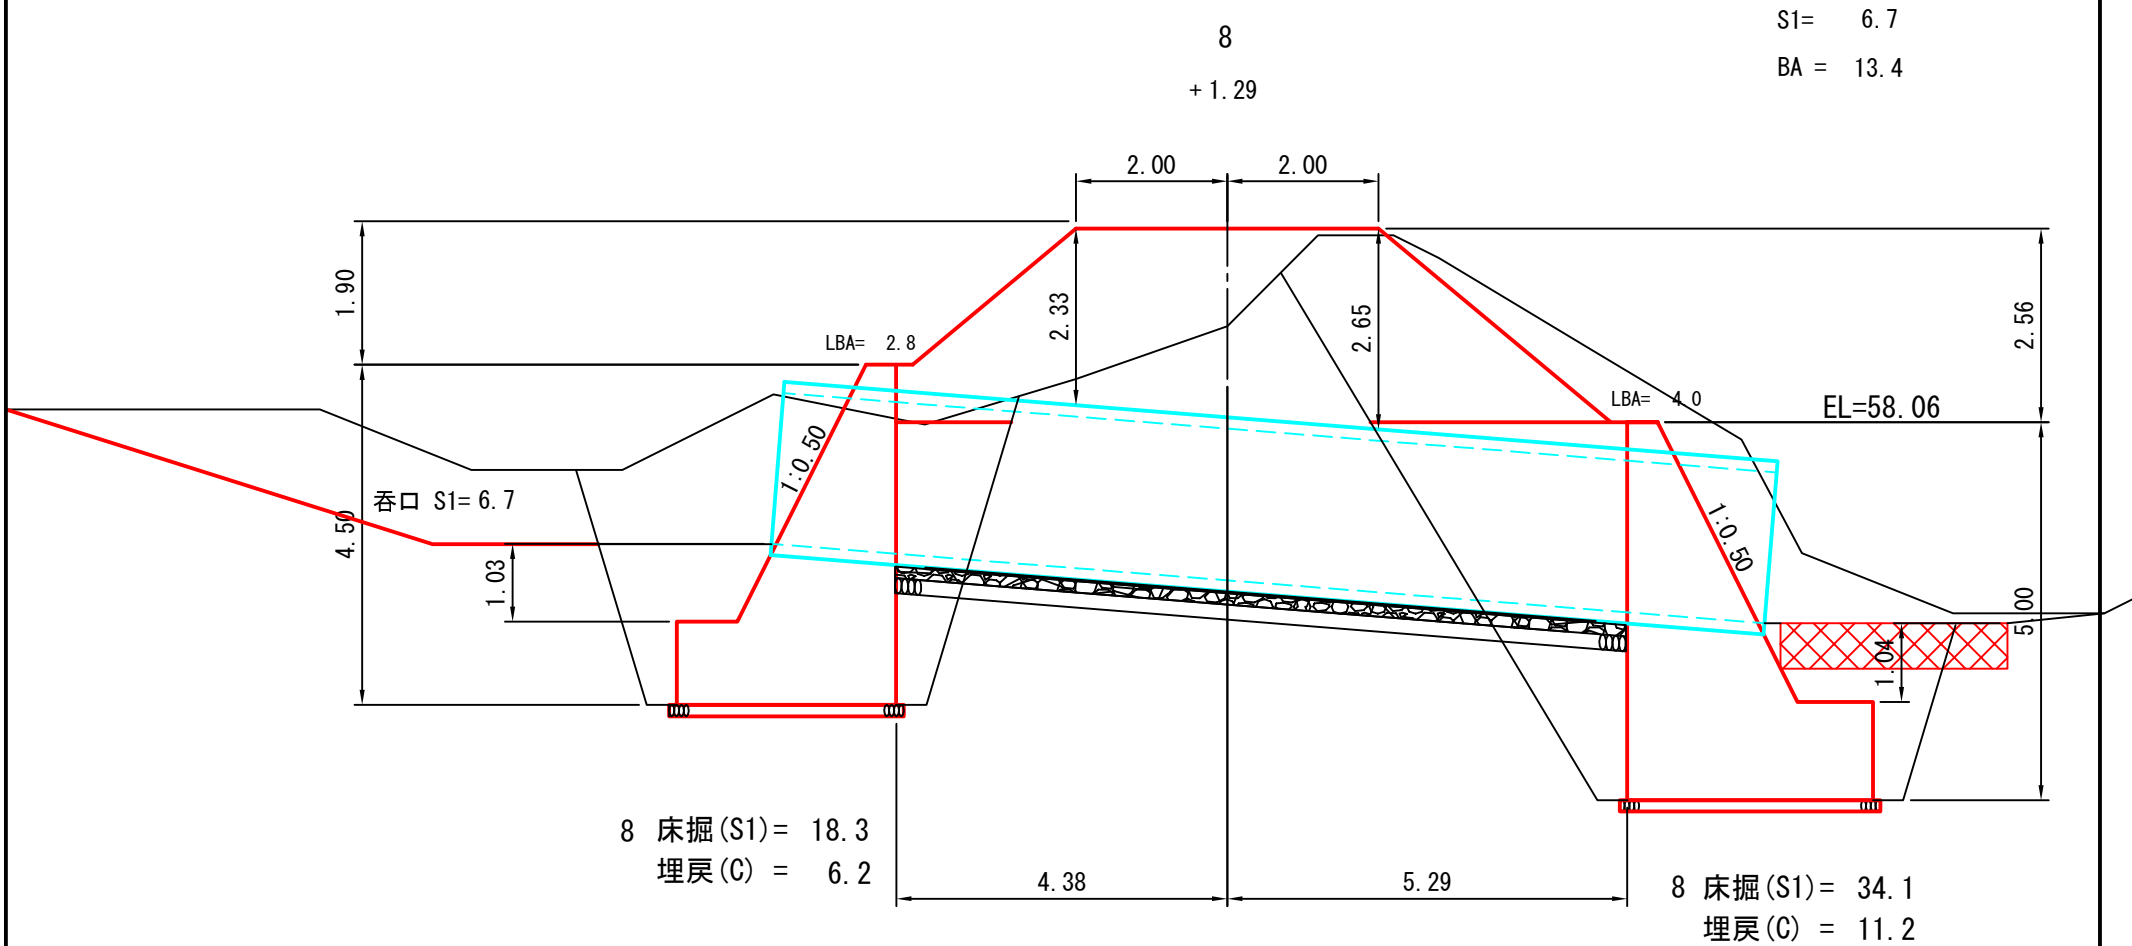 S1= 6.7
8
BA = 13.4
+1.29
2.00 2.00
1.90
2.33
2.65
2.56
LBA= 2.8
LBA= 4.0
EL=58.06
1:0.50
呑口 S1= 6.7
4.50
1:0.50
1.03
5.00
1.04
8 床掘(S1)= 18.3
埋戻(C) = 6.2
4.38
5.29
8 床掘(S1)= 34.1
埋戻(C) = 11.2